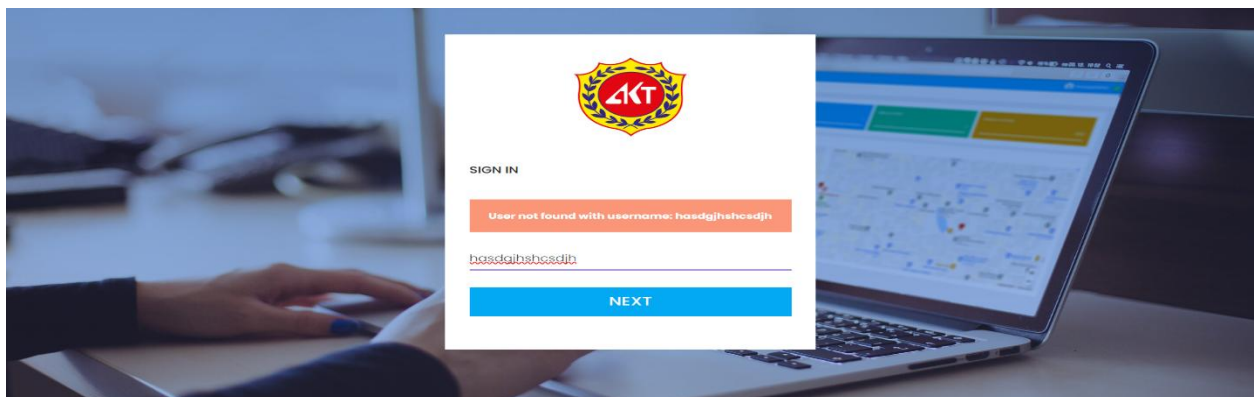 AKT
SIGN IN
User not found with username: hasdgjhshcsdjh
hasdgjhshcsdjh
NEXT